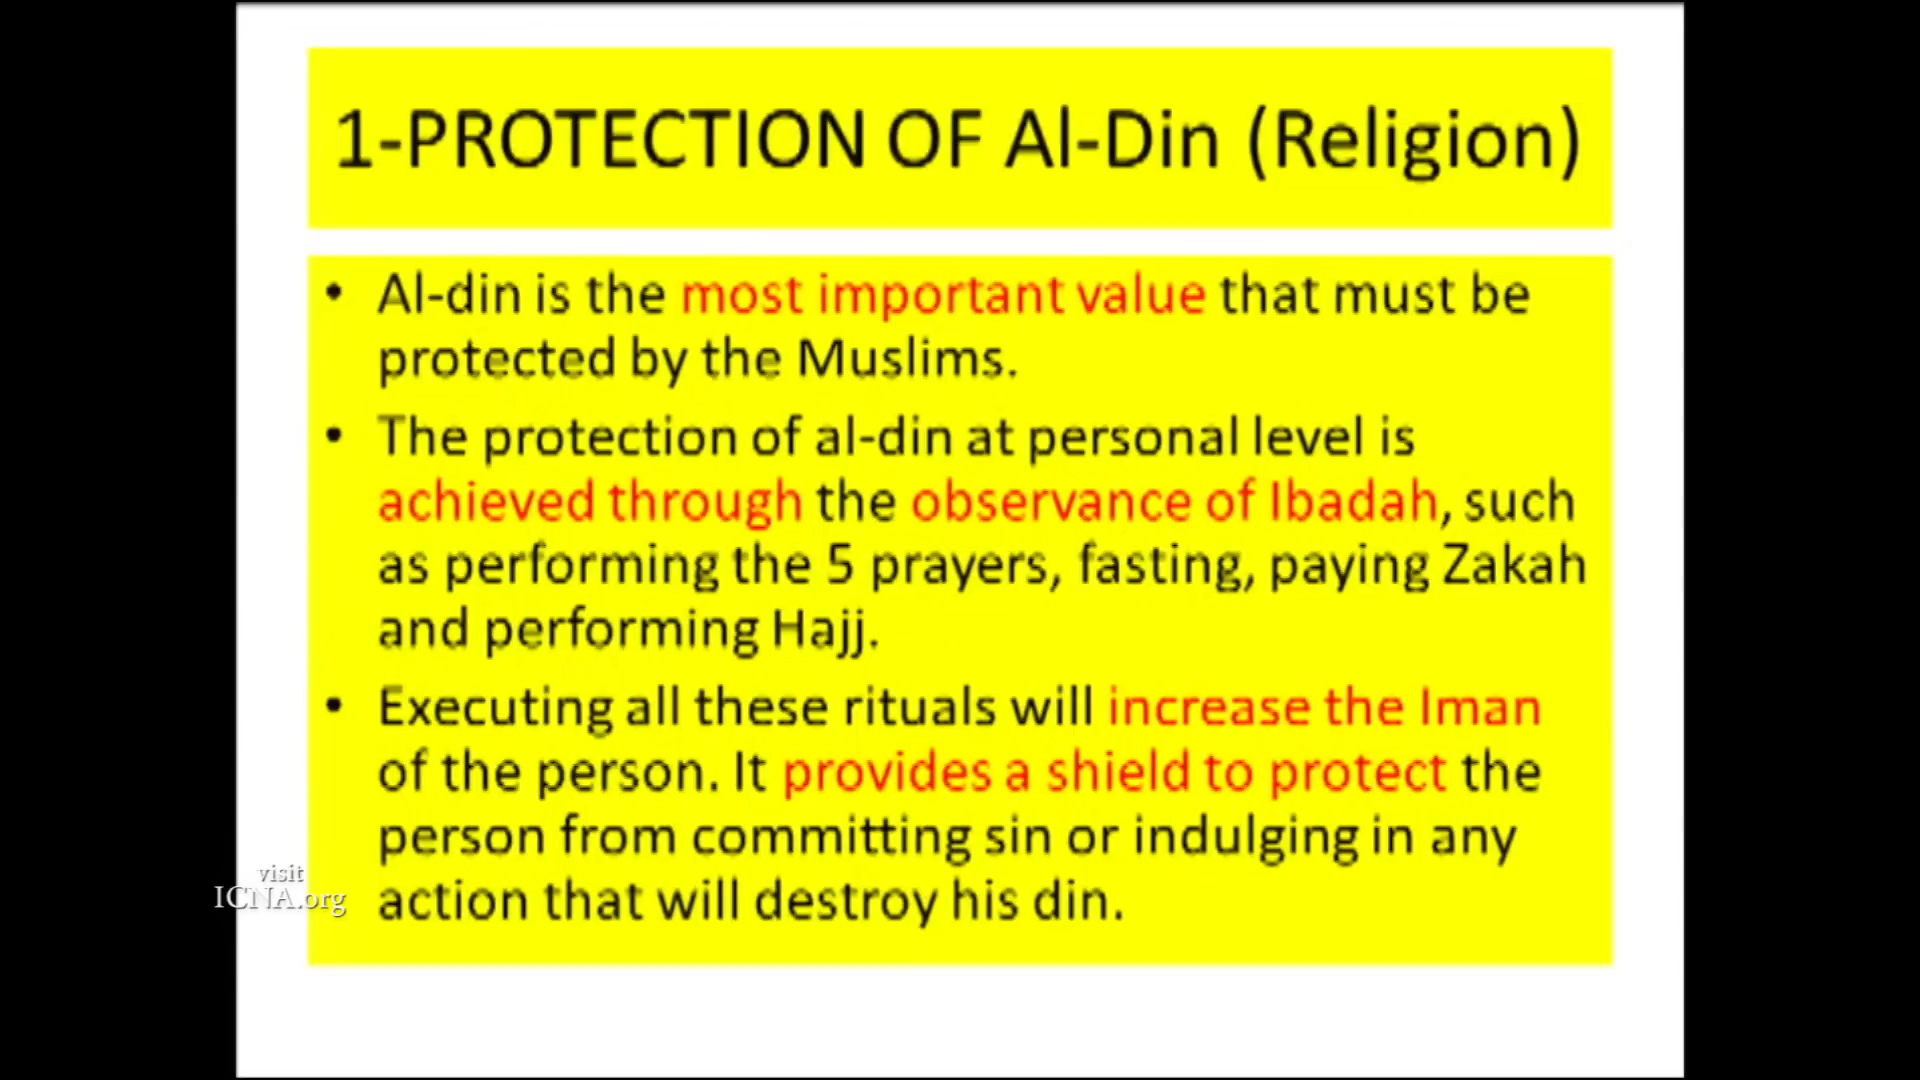 1-PROTECTION OF Al-Din (Religion)
• Al-din is the most important value that must be
protected by the Muslims.
• The protection of al-din at personal level is
achieved through the observance of Ibadah, such
as performing the 5 prayers, fasting, paying Zakah
and performing Hajj.
• Executing all these rituals will increase the Iman
of the person. It provides a shield to protect the
person from committing sin or indulging in any
action that will destroy his din.
visit
ICNA.org